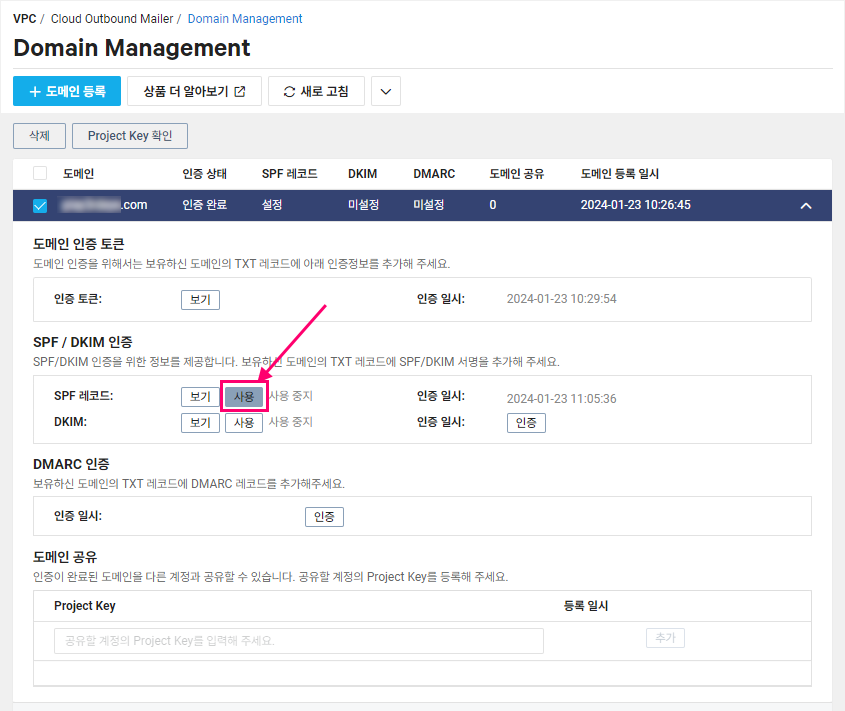 VPC / Cloud Outbound Mailer / Domain Management
Domain Management
+ 도메인 등록 상품 더 알아보기 새로 고침
삭제 Project Key 확인
도메인 인증 상태 SPF 레코드 DKIM DMARC 도메인 공유 도메인 등록 일시
.com 인증 완료 설정 미설정 미설정 0 2024-01-23 10:26:45
도메인 인증 토큰
도메인 인증을 위해서는 보유하신 도메인의 TXT 레코드에 아래 인증정보를 추가해 주세요.
인증 토큰: 보기 인증 일시: 2024-01-23 10:29:54
SPF / DKIM 인증
SPF/DKIM 인증을 위한 정보를 제공합니다. 보유하신 도메인의 TXT 레코드에 SPF/DKIM 서명을 추가해 주세요.
SPF 레코드: 보기 사용 사용 중지 인증 일시: 2024-01-23 11:05:36
DKIM: 보기 사용 사용 중지 인증 일시: 인증
DMARC 인증
보유하신 도메인의 TXT 레코드에 DMARC 레코드를 추가해주세요.
인증 일시: 인증
도메인 공유
인증이 완료된 도메인을 다른 계정과 공유할 수 있습니다. 공유할 계정의 Project Key를 등록해 주세요.
Project Key 등록 일시
공유할 계정의 Project Key를 입력해 주세요. 추가